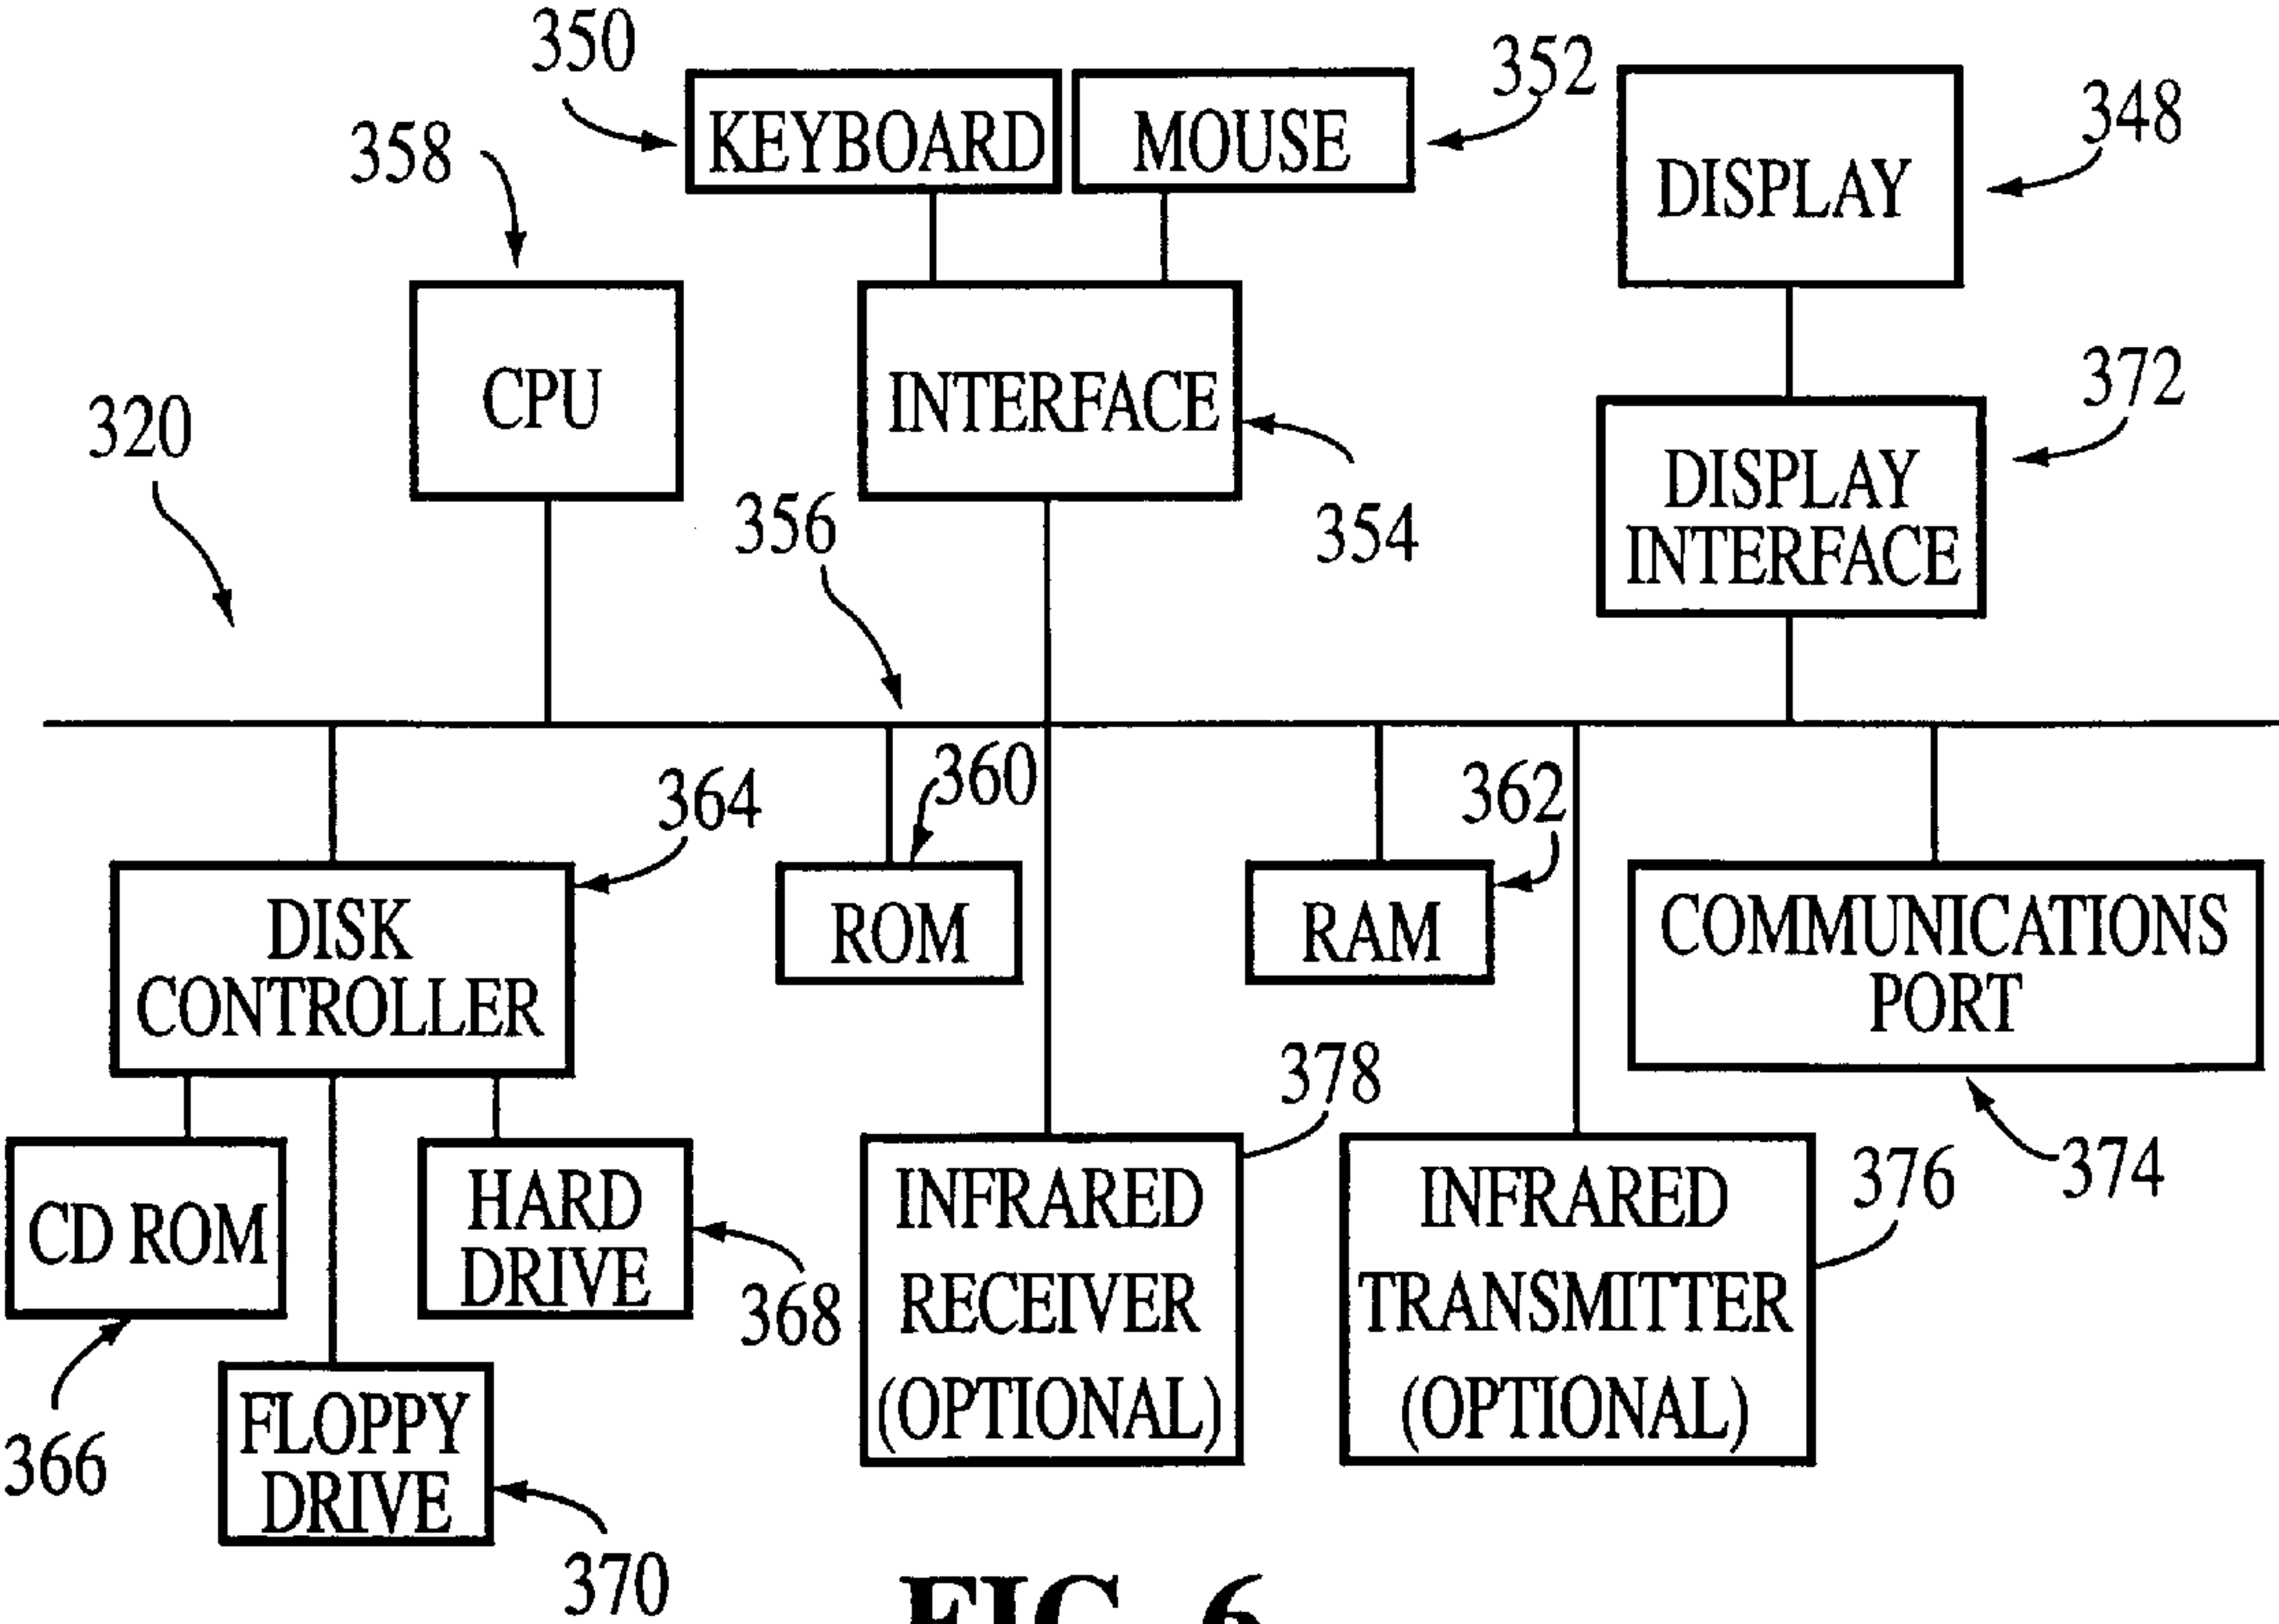 350
KEYBOARD
MOUSE
352
DISPLAY
348
358
CPU
INTERFACE
354
372
DISPLAY
INTERFACE
320
356
364
360
362
DISK
CONTROLLER
ROM
RAM
COMMUNICATIONS
PORT
374
CD ROM
366
HARD
DRIVE
368
FLOPPY
DRIVE
370
378
INFRARED
RECEIVER
(OPTIONAL)
INFRARED
TRANSMITTER
(OPTIONAL)
376
FIG. 6